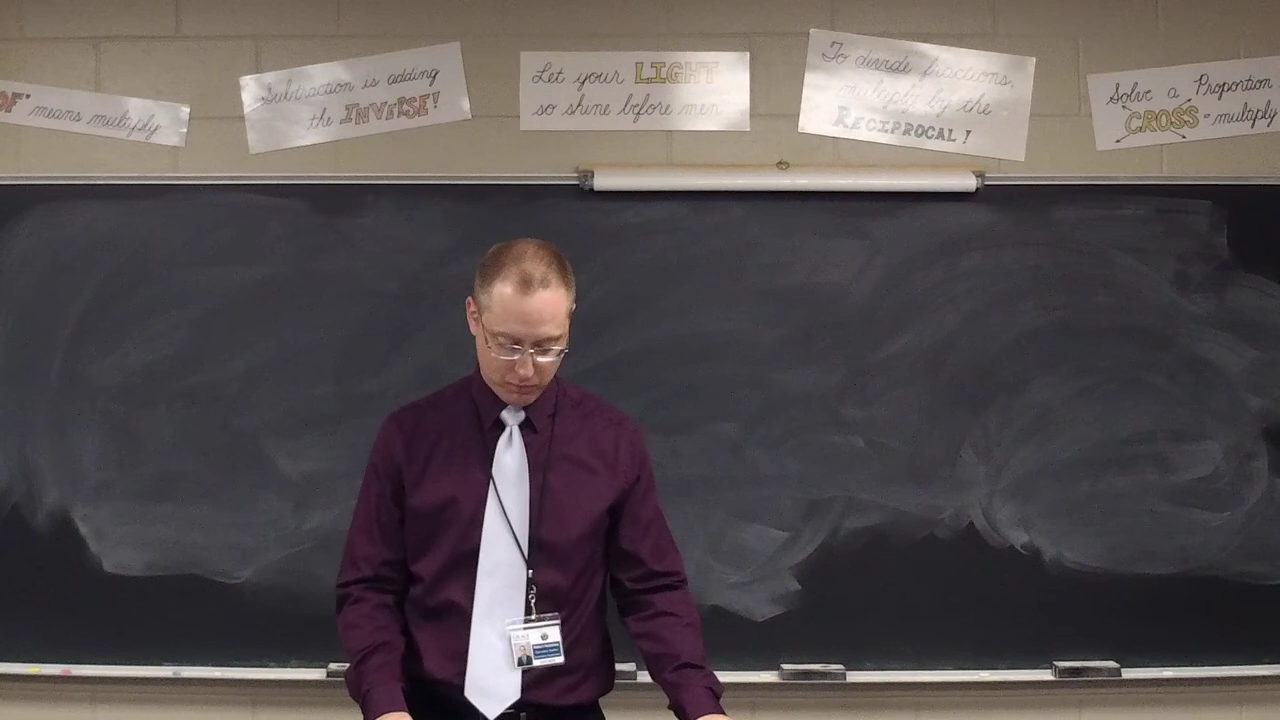 OF" means multiply
Subtraction is adding
the INVERSE!
Let your LIGHT
so shine before men
To divide fractions,
multiply by the
RECIPROCAL!
Solve a Proportion
CROSS-multiply